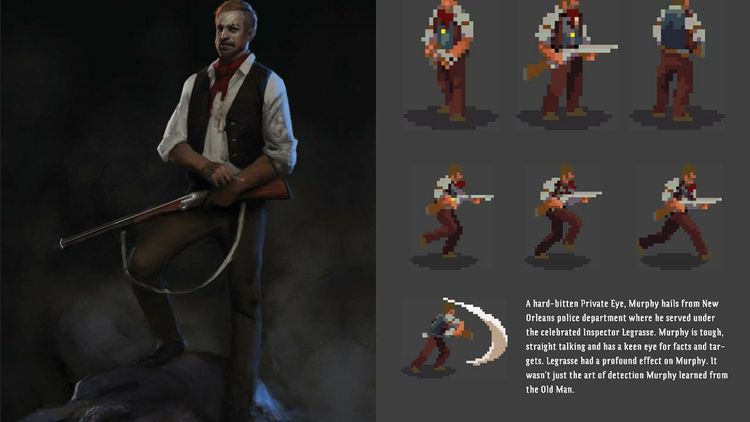 A hard-bitten Private Eye, Murphy hails from New
Orleans police department where he served under
the celebrated Inspector Legrasse. Murphy is tough,
straight talking and has a keen eye for facts and tar-
gets. Legrasse had a profound effect on Murphy. It
wasn't just the art of detection Murphy learned from
the Old Man.